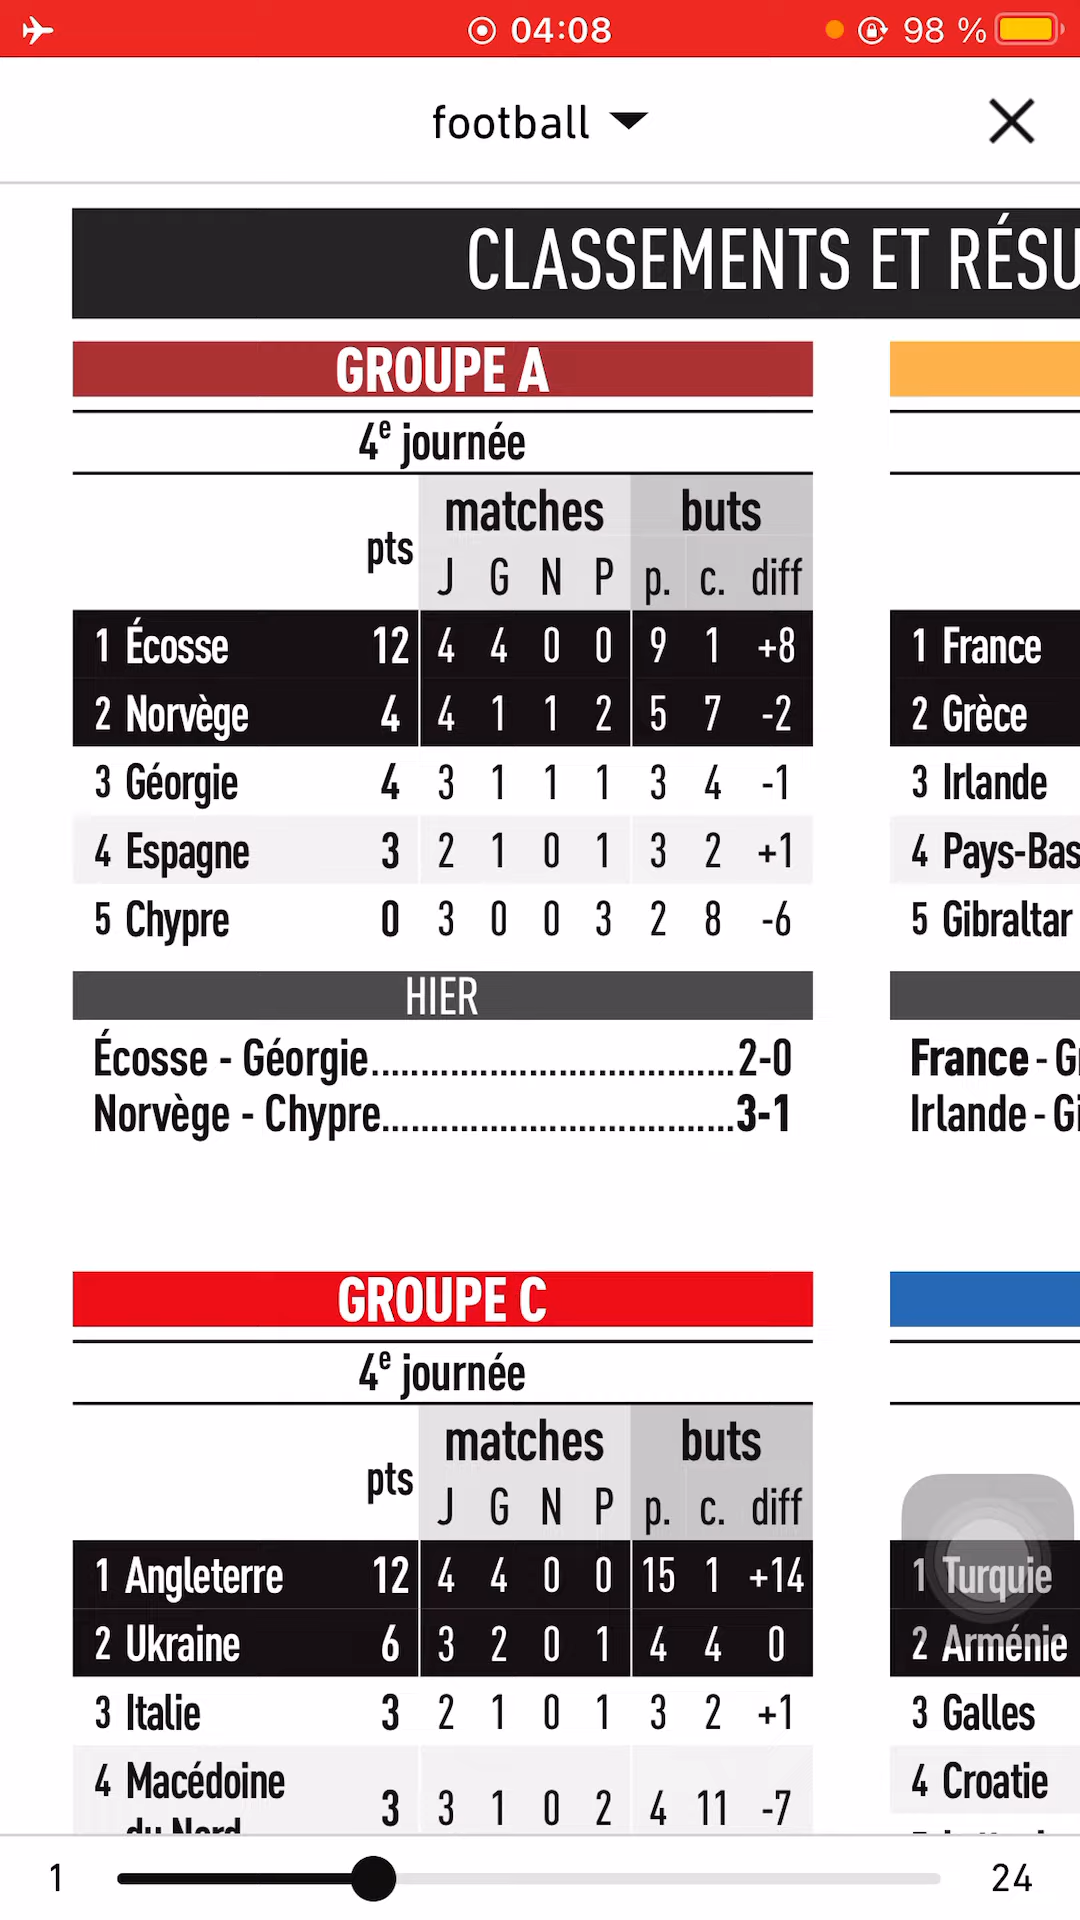 04:08
98 %
football
CLASSEMENTS ET RÉSU
GROUPE A
4e journée
matches buts
pts J G N P p. c. diff
1 Écosse 12 4 4 0 0 9 1 +8
2 Norvège 4 4 1 1 2 5 7 -2
3 Géorgie 4 3 1 1 1 3 4 -1
4 Espagne 3 2 1 0 1 3 2 +1
5 Chypre 0 3 0 0 3 2 8 -6
HIER
Écosse - Géorgie....................................2-0
Norvège - Chypre...................................3-1
1 France
2 Grèce
3 Irlande
4 Pays-Bas
5 Gibraltar
France - G
Irlande - Gi
GROUPE C
4e journée
matches buts
pts J G N P p. c. diff
1 Angleterre 12 4 4 0 0 15 1 +14
2 Ukraine 6 3 2 0 1 4 4 0
3 Italie 3 2 1 0 1 3 2 +1
4 Macédoine
du Nord 3 3 1 0 2 4 11 -7
1 Turquie
2 Arménie
3 Galles
4 Croatie
1 24